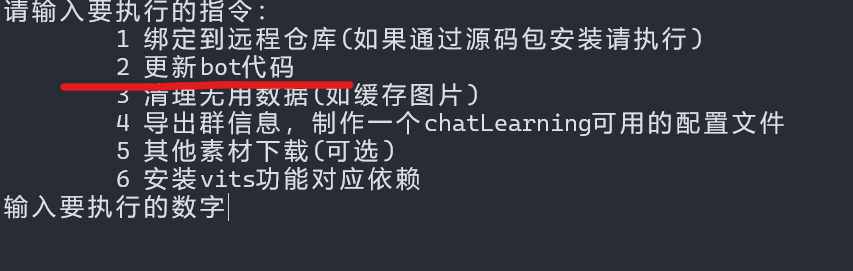 请输入要执行的指令:
1 绑定到远程仓库(如果通过源码包安装请执行)
2 更新bot代码
3 清理无用数据(如缓存图片)
4 导出群信息，制作一个chatLearning可用的配置文件
5 其他素材下载(可选)
6 安装vits功能对应依赖
输入要执行的数字